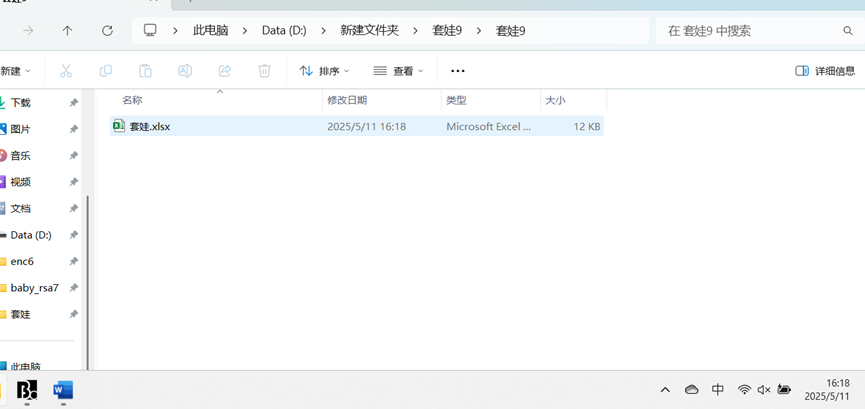 此电脑 > Data (D:) > 新建文件夹 > 套娃9 > 套娃9
在 套娃9 中搜索
新建
排序
查看
详细信息
名称 修改日期 类型 大小
套娃.xlsx 2025/5/11 16:18 Microsoft Excel ... 12 KB
下载
图片
音乐
视频
文档
Data (D:)
enc6
baby_rsa7
套娃
此电脑
中
16:18
2025/5/11